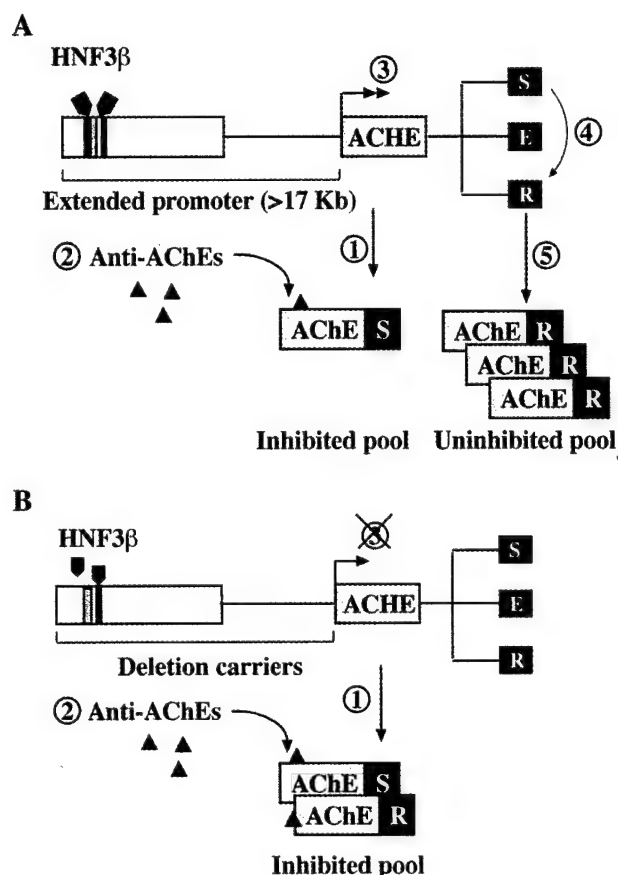 A
HNF3β
③
ACHE
S
E
R
④
Extended promoter (>17 Kb)
①
⑤
② Anti-AChEs
AChE S
AChE R
AChE R
AChE R
Inhibited pool
Uninhibited pool
B
HNF3β
③
ACHE
S
E
R
Deletion carriers
①
② Anti-AChEs
AChE S
AChE R
Inhibited pool